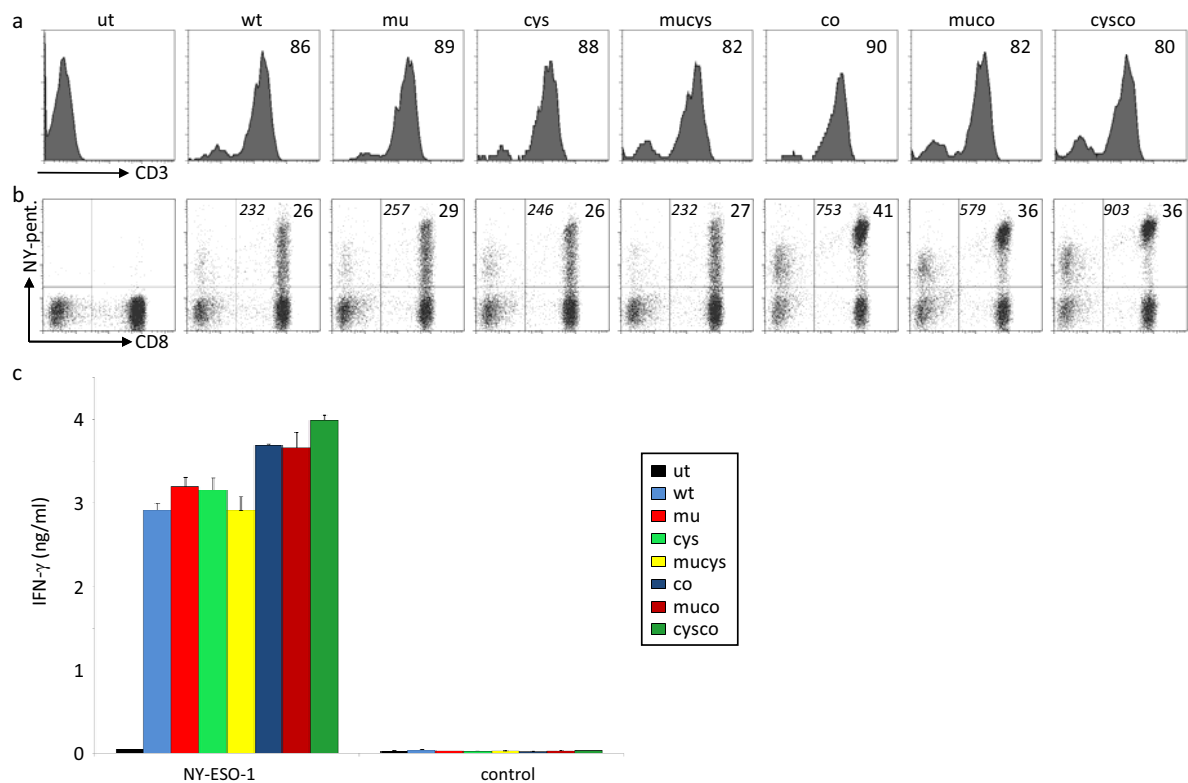 a ut wt mu cys mucys co muco cysco
86 89 88 82 90 82 80
CD3
b
NY-pent.
232 26 257 29 246 26 232 27 753 41 579 36 903 36
CD8
c
IFN-γ (ng/ml)
4
3
2
1
0
NY-ESO-1 control
ut
wt
mu
cys
mucys
co
muco
cysco